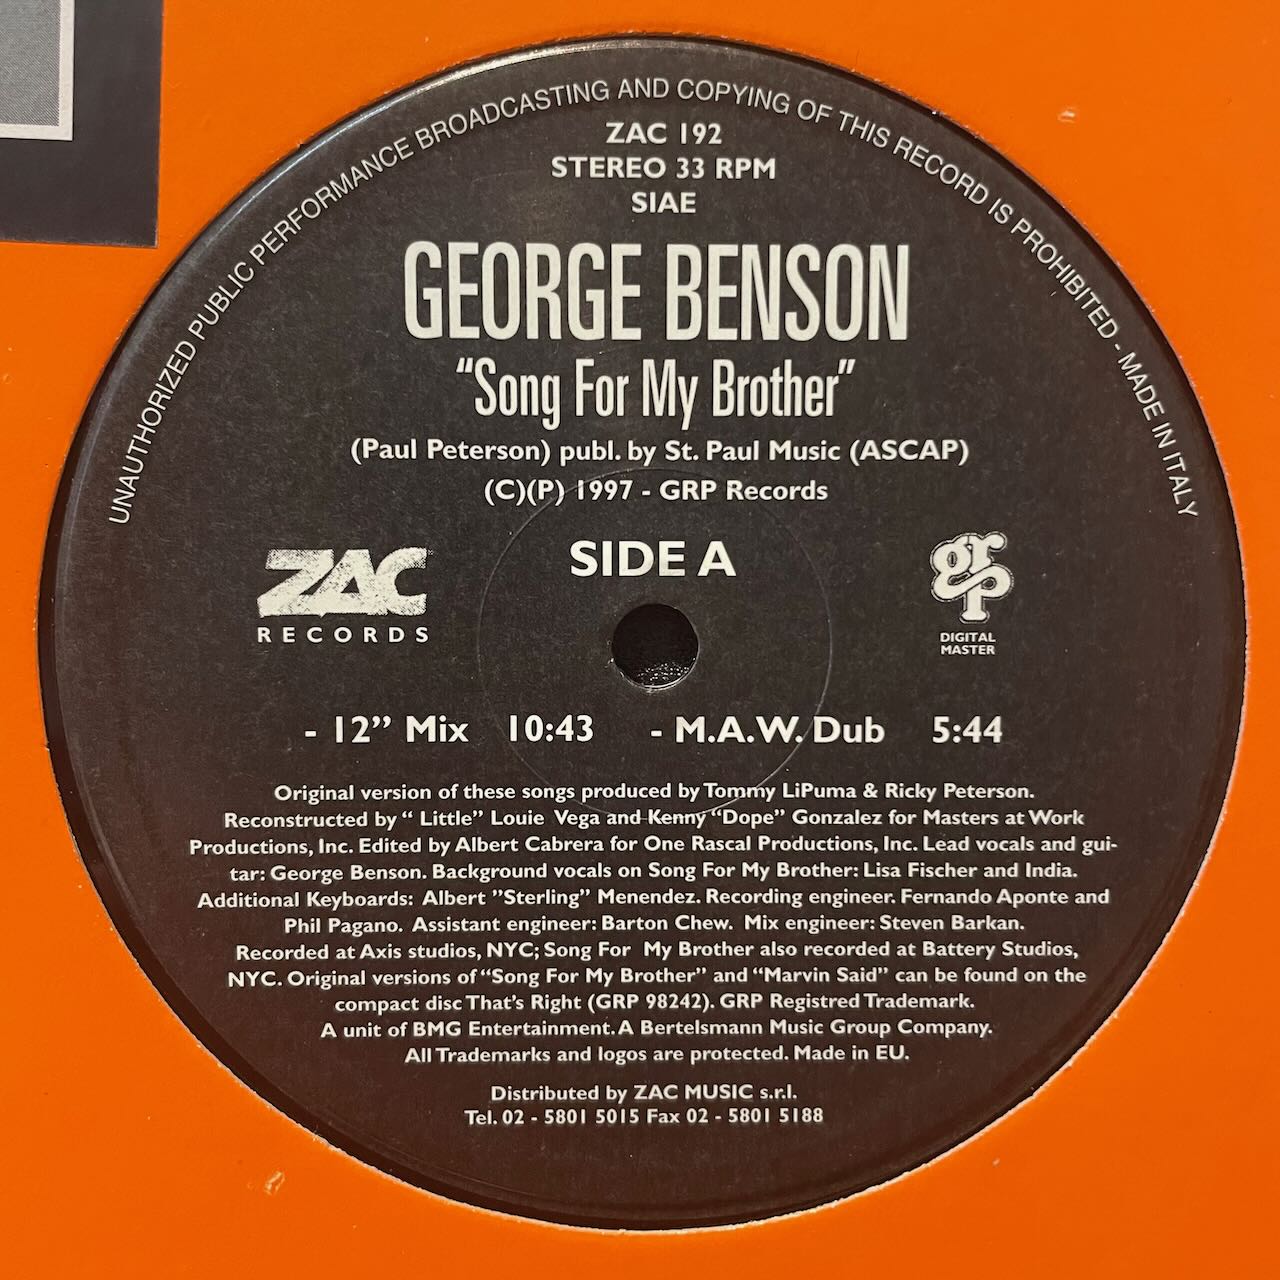 UNAUTHORIZED PUBLIC PERFORMANCE BROADCASTING AND COPYING OF THIS RECORD IS PROHIBITED - MADE IN ITALY
ZAC 192
STEREO 33 RPM
SIAE
GEORGE BENSON
“Song For My Brother”
(Paul Peterson) publ. by St. Paul Music (ASCAP)
(C)(P) 1997 - GRP Records
SIDE A
ZAC
RECORDS
grp
DIGITAL
MASTER
- 12” Mix 10:43 - M.A.W. Dub 5:44
Original version of these songs produced by Tommy LiPuma & Ricky Peterson.
Reconstructed by “ Little” Louie Vega and Kenny “Dope” Gonzalez for Masters at Work
Productions, Inc. Edited by Albert Cabrera for One Rascal Productions, Inc. Lead vocals and gui-
tar: George Benson. Background vocals on Song For My Brother: Lisa Fischer and India.
Additional Keyboards: Albert ”Sterling” Menendez. Recording engineer. Fernando Aponte and
Phil Pagano. Assistant engineer: Barton Chew. Mix engineer: Steven Barkan.
Recorded at Axis studios, NYC; Song For My Brother also recorded at Battery Studios,
NYC. Original versions of “Song For My Brother” and “Marvin Said” can be found on the
compact disc That’s Right (GRP 98242). GRP Registred Trademark.
A unit of BMG Entertainment. A Bertelsmann Music Group Company.
All Trademarks and logos are protected. Made in EU.
Distributed by ZAC MUSIC s.r.l.
Tel. 02 - 5801 5015 Fax 02 - 5801 5188